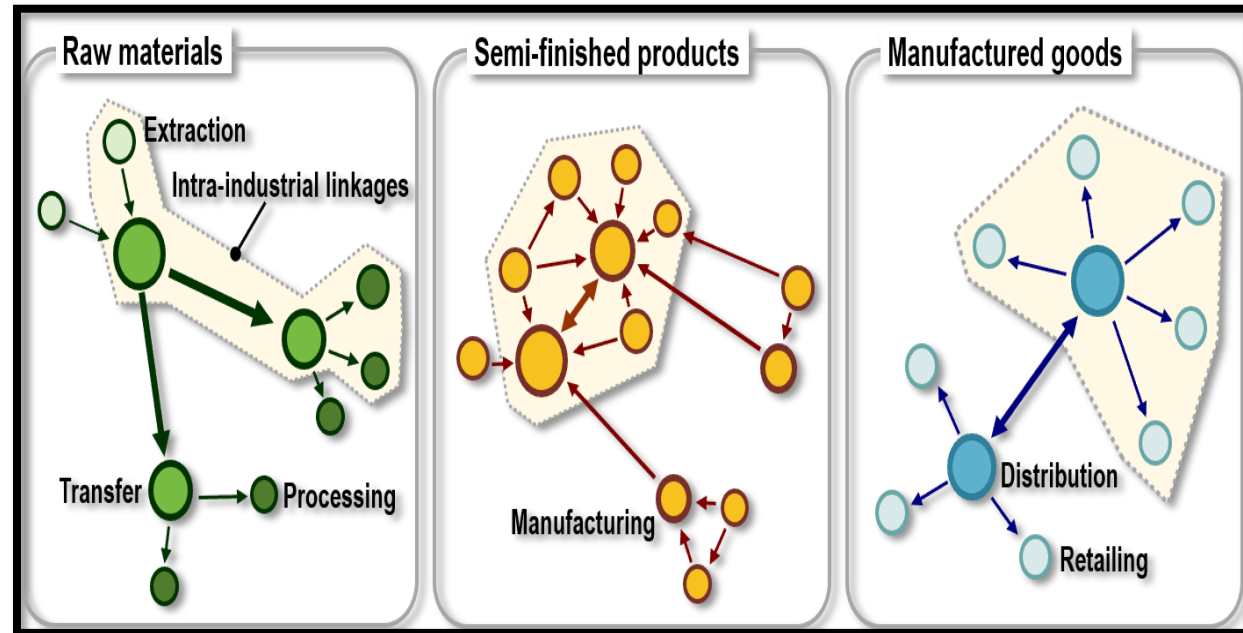 Raw materials
Extraction
Intra-industrial linkages
Transfer
Processing
Semi-finished products
Manufacturing
Manufactured goods
Distribution
Retailing